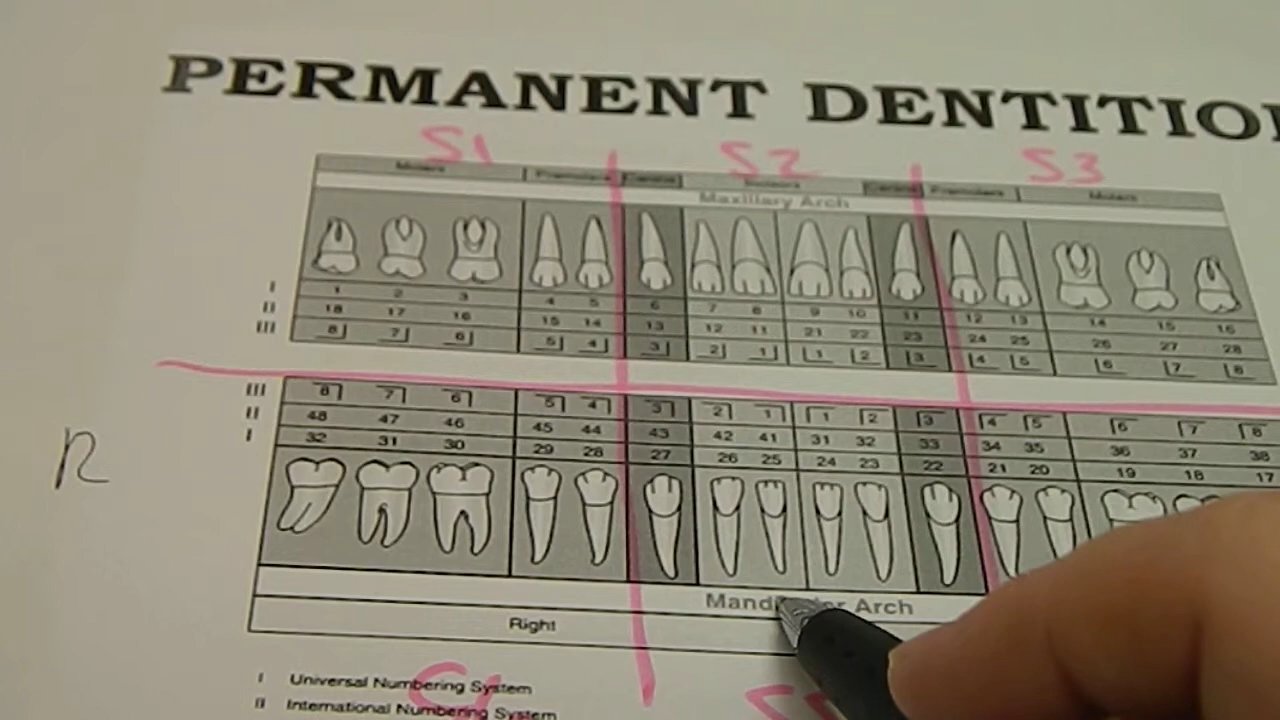 PERMANENT DENTITIO
S1 S2 S3
Molars Premolars Canine Incisors Canine Premolars Molars
Maxillary Arch
I 1 2 3 4 5 6 7 8 9 10 11 12 13 14 15 16
II 18 17 16 15 14 13 12 11 21 22 23 24 25 26 27 28
III 8 7 6 5 4 3 2 1 1 2 3 4 5 6 7 8
III 8 7 6 5 4 3 2 1 1 2 3 4 5 6 7 8
II 48 47 46 45 44 43 42 41 31 32 33 34 35 36 37 38
I 32 31 30 29 28 27 26 25 24 23 22 21 20 19 18 17
R
Arch
Right
I Universal Numbering System
II International Numbering System